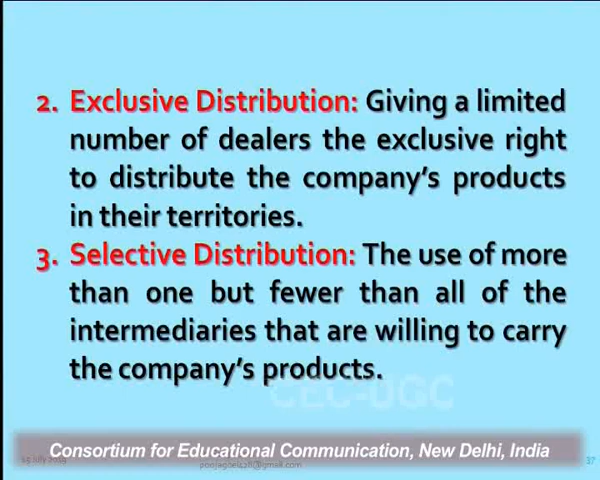 2. Exclusive Distribution: Giving a limited
number of dealers the exclusive right
to distribute the company's products
in their territories.
3. Selective Distribution: The use of more
than one but fewer than all of the
intermediaries that are willing to carry
the company's products.
CEC-UGC
Consortium for Educational Communication, New Delhi, India
37